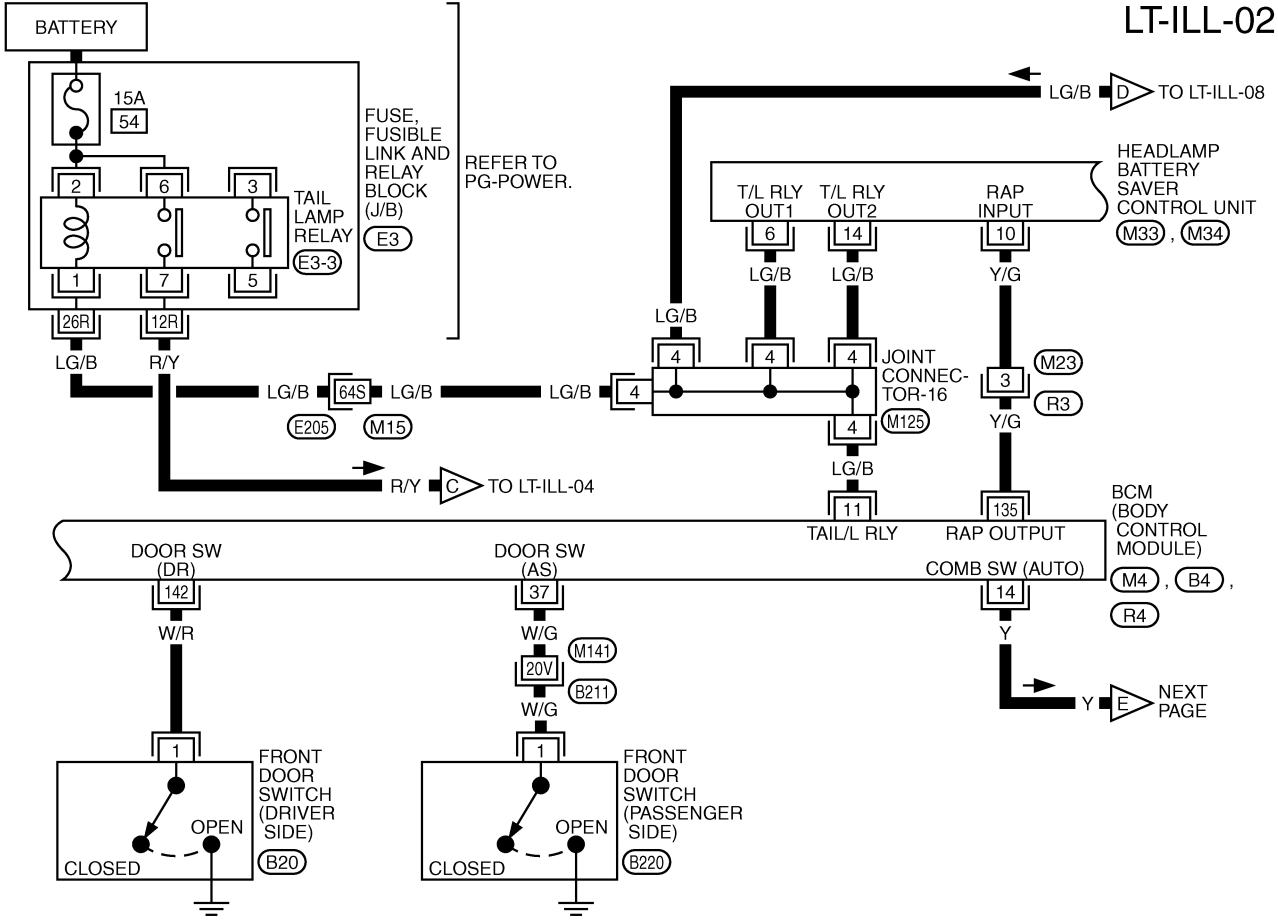 LT-ILL-02
BATTERY
15A
54
FUSE,
FUSIBLE
LINK AND
RELAY
BLOCK
(J/B)
E3
REFER TO
PG-POWER.
2
6
3
TAIL
LAMP
RELAY
E3-3
1
7
5
26R
12R
LG/B
R/Y
LG/B
64S
LG/B
LG/B
4
E205
M15
R/Y
C
TO LT-ILL-04
LG/B
D
TO LT-ILL-08
HEADLAMP
BATTERY
SAVER
CONTROL UNIT
M33 , M34
T/L RLY
OUT1
T/L RLY
OUT2
RAP
INPUT
6
14
10
LG/B
LG/B
Y/G
LG/B
4
4
4
JOINT
CONNEC-
TOR-16
M125
4
LG/B
M23
3
R3
Y/G
11
135
BCM
(BODY
CONTROL
MODULE)
M4 , B4 ,
R4
TAIL/L RLY
RAP OUTPUT
DOOR SW
(DR)
DOOR SW
(AS)
COMB SW (AUTO)
142
37
14
W/R
W/G
Y
M141
20V
B211
W/G
Y
E
NEXT
PAGE
1
FRONT
DOOR
SWITCH
(DRIVER
SIDE)
B20
OPEN
CLOSED
1
FRONT
DOOR
SWITCH
(PASSENGER
SIDE)
B220
OPEN
CLOSED